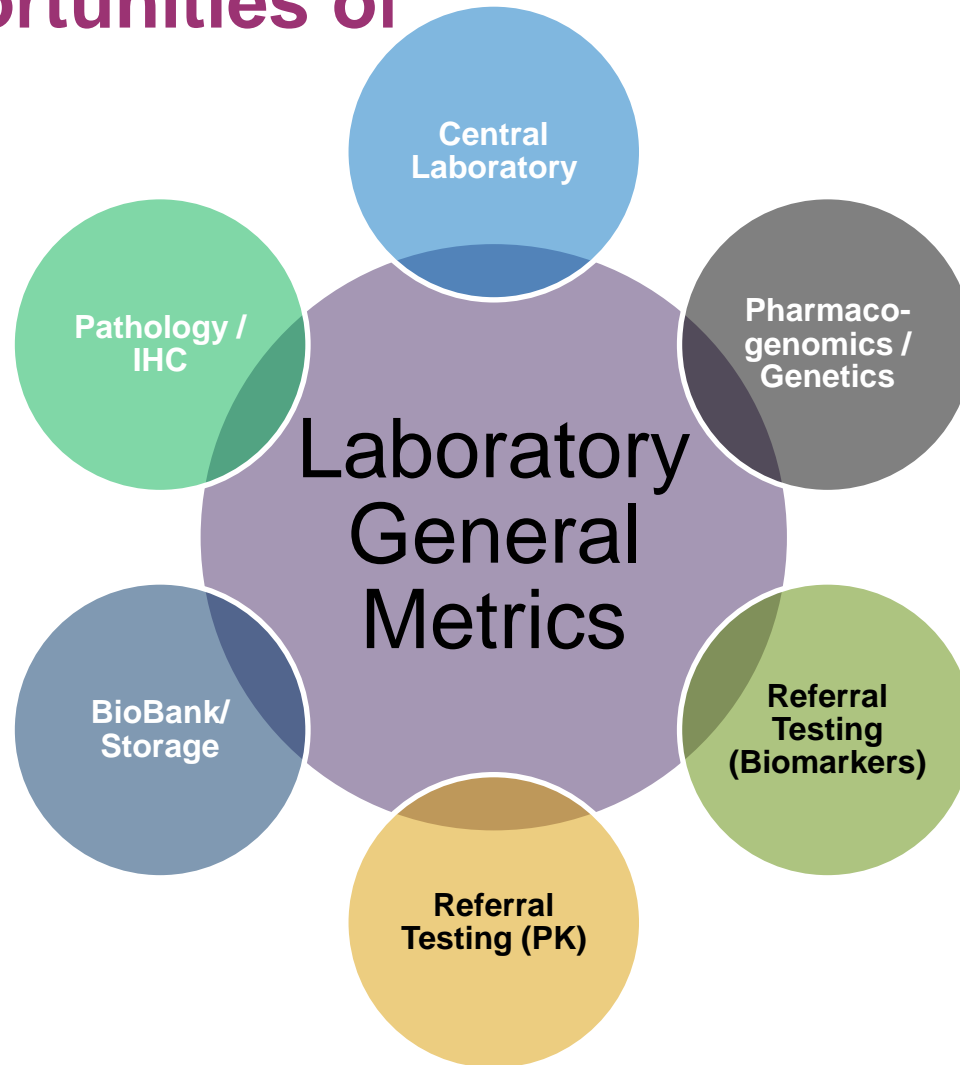 ortunities of
Central
Laboratory
Pharmaco-
genomics /
Genetics
Pathology /
IHC
Laboratory
General
Metrics
Referral
Testing
(Biomarkers)
BioBank/
Storage
Referral
Testing (PK)